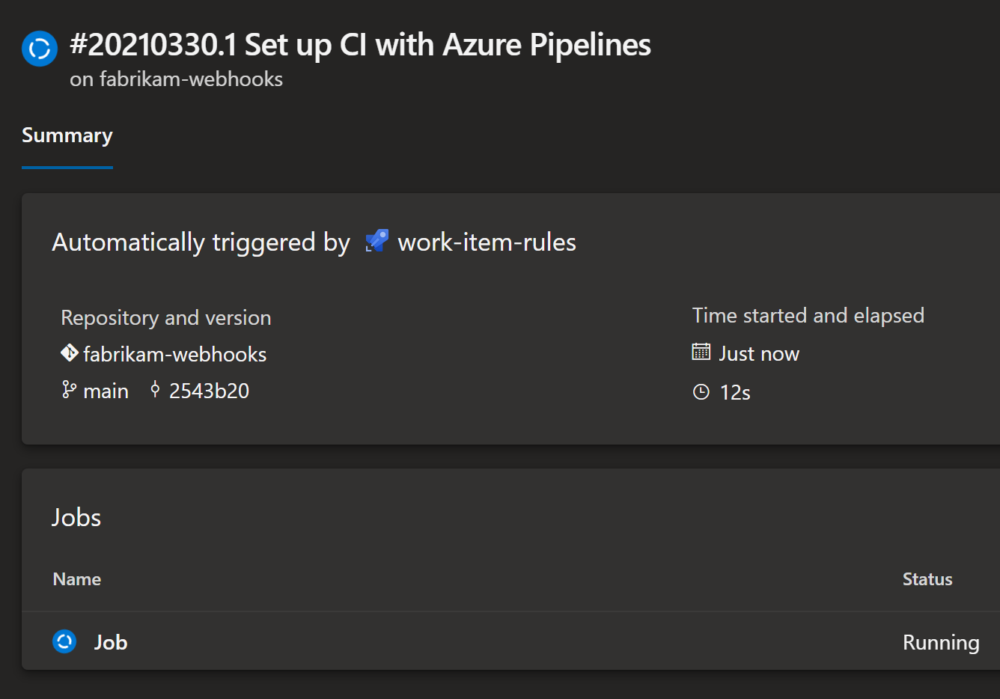 #20210330.1 Set up CI with Azure Pipelines
on fabrikam-webhooks
Summary
Automatically triggered by work-item-rules
Repository and version
fabrikam-webhooks
main 2543b20
Time started and elapsed
Just now
12s
Jobs
Name Status
Job Running